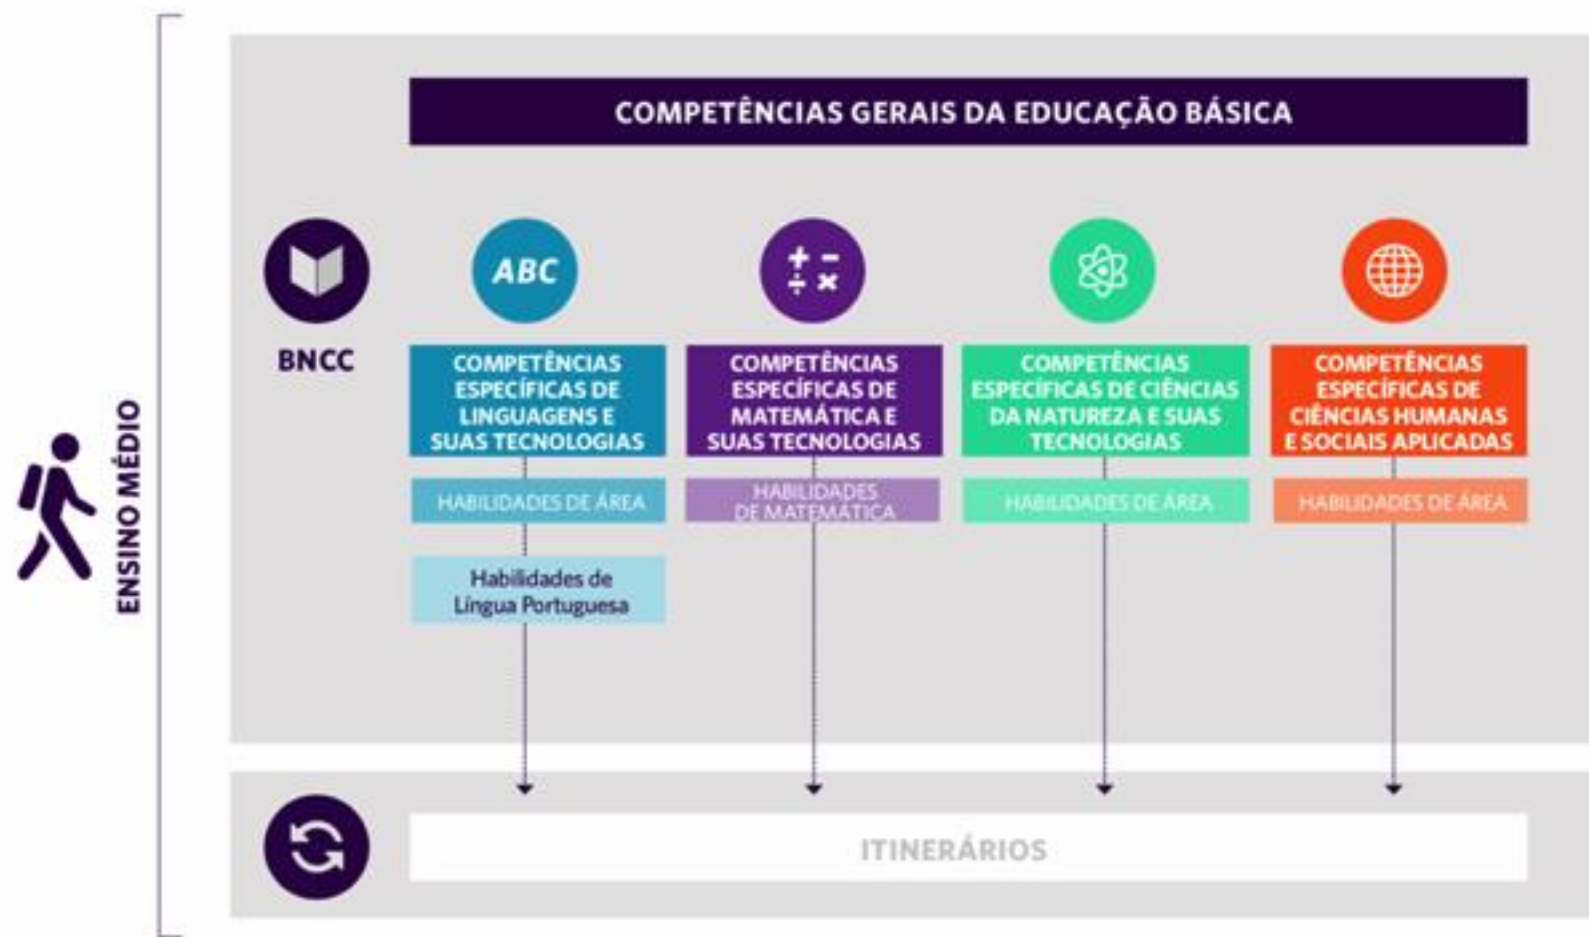 COMPETÊNCIAS GERAIS DA EDUCAÇÃO BÁSICA
ABC
BNCC
COMPETÊNCIAS
ESPECÍFICAS DE
LINGUAGENS E
SUAS TECNOLOGIAS
HABILIDADES DE ÁREA
Habilidades de
Língua Portuguesa
COMPETÊNCIAS
ESPECÍFICAS DE
MATEMÁTICA E
SUAS TECNOLOGIAS
HABILIDADES
DE MATEMÁTICA
COMPETÊNCIAS
ESPECÍFICAS DE CIÊNCIAS
DA NATUREZA E SUAS
TECNOLOGIAS
HABILIDADES DE ÁREA
COMPETÊNCIAS
ESPECÍFICAS DE
CIÊNCIAS HUMANAS
E SOCIAIS APLICADAS
HABILIDADES DE ÁREA
ENSINO MÉDIO
ITINERÁRIOS